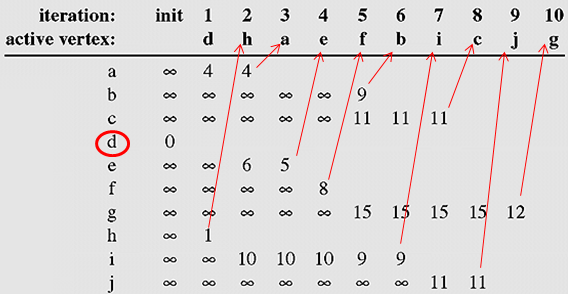 iteration: init 1 2 3 4 5 6 7 8 9 10
active vertex: d h a e f b i c j g
a ∞ 4 4
b ∞ ∞ ∞ ∞ ∞ 9
c ∞ ∞ ∞ ∞ ∞ 11 11 11
d 0
e ∞ ∞ 6 5
f ∞ ∞ ∞ ∞ 8
g ∞ ∞ ∞ ∞ ∞ 15 15 15 15 12
h ∞ 1
i ∞ ∞ 10 10 10 9 9
j ∞ ∞ ∞ ∞ ∞ ∞ ∞ 11 11